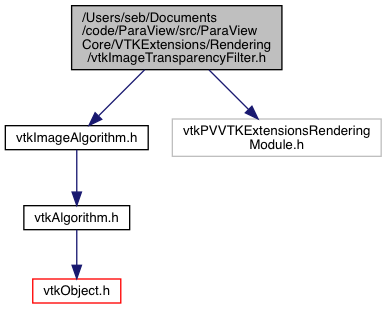 /Users/seb/Documents
/code/ParaView/src/ParaView
Core/VTKExtensions/Rendering
/vtkImageTransparencyFilter.h
vtkImageAlgorithm.h
vtkPVVTKExtensionsRendering
Module.h
vtkAlgorithm.h
vtkObject.h